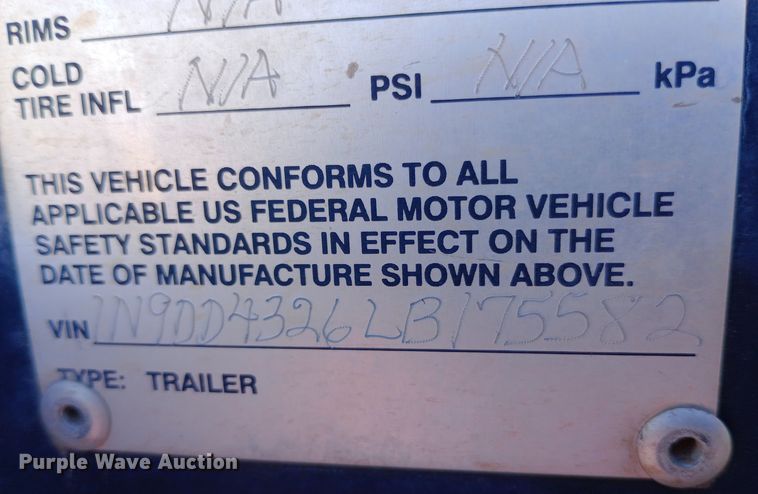 RIMS N/A
COLD
TIRE INFL N/A PSI N/A kPa
THIS VEHICLE CONFORMS TO ALL
APPLICABLE US FEDERAL MOTOR VEHICLE
SAFETY STANDARDS IN EFFECT ON THE
DATE OF MANUFACTURE SHOWN ABOVE.
VIN 1N9DD4326LB175582
TYPE: TRAILER
Purple Wave Auction